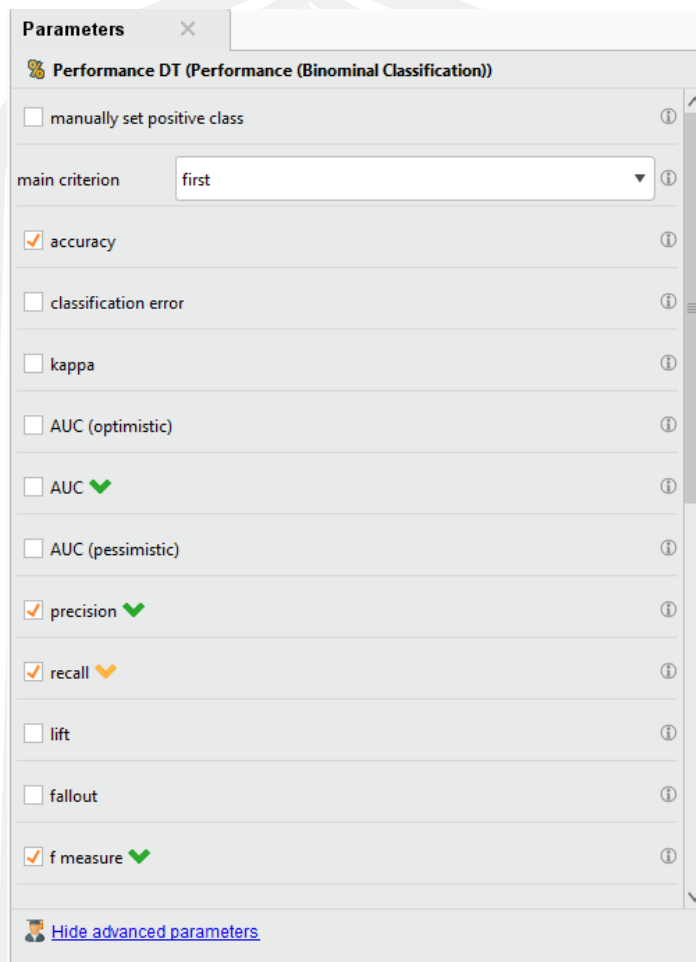 Parameters
Performance DT (Performance (Binominal Classification))
manually set positive class
main criterion first
accuracy
classification error
kappa
AUC (optimistic)
AUC
AUC (pessimistic)
precision
recall
lift
fallout
f measure
Hide advanced parameters